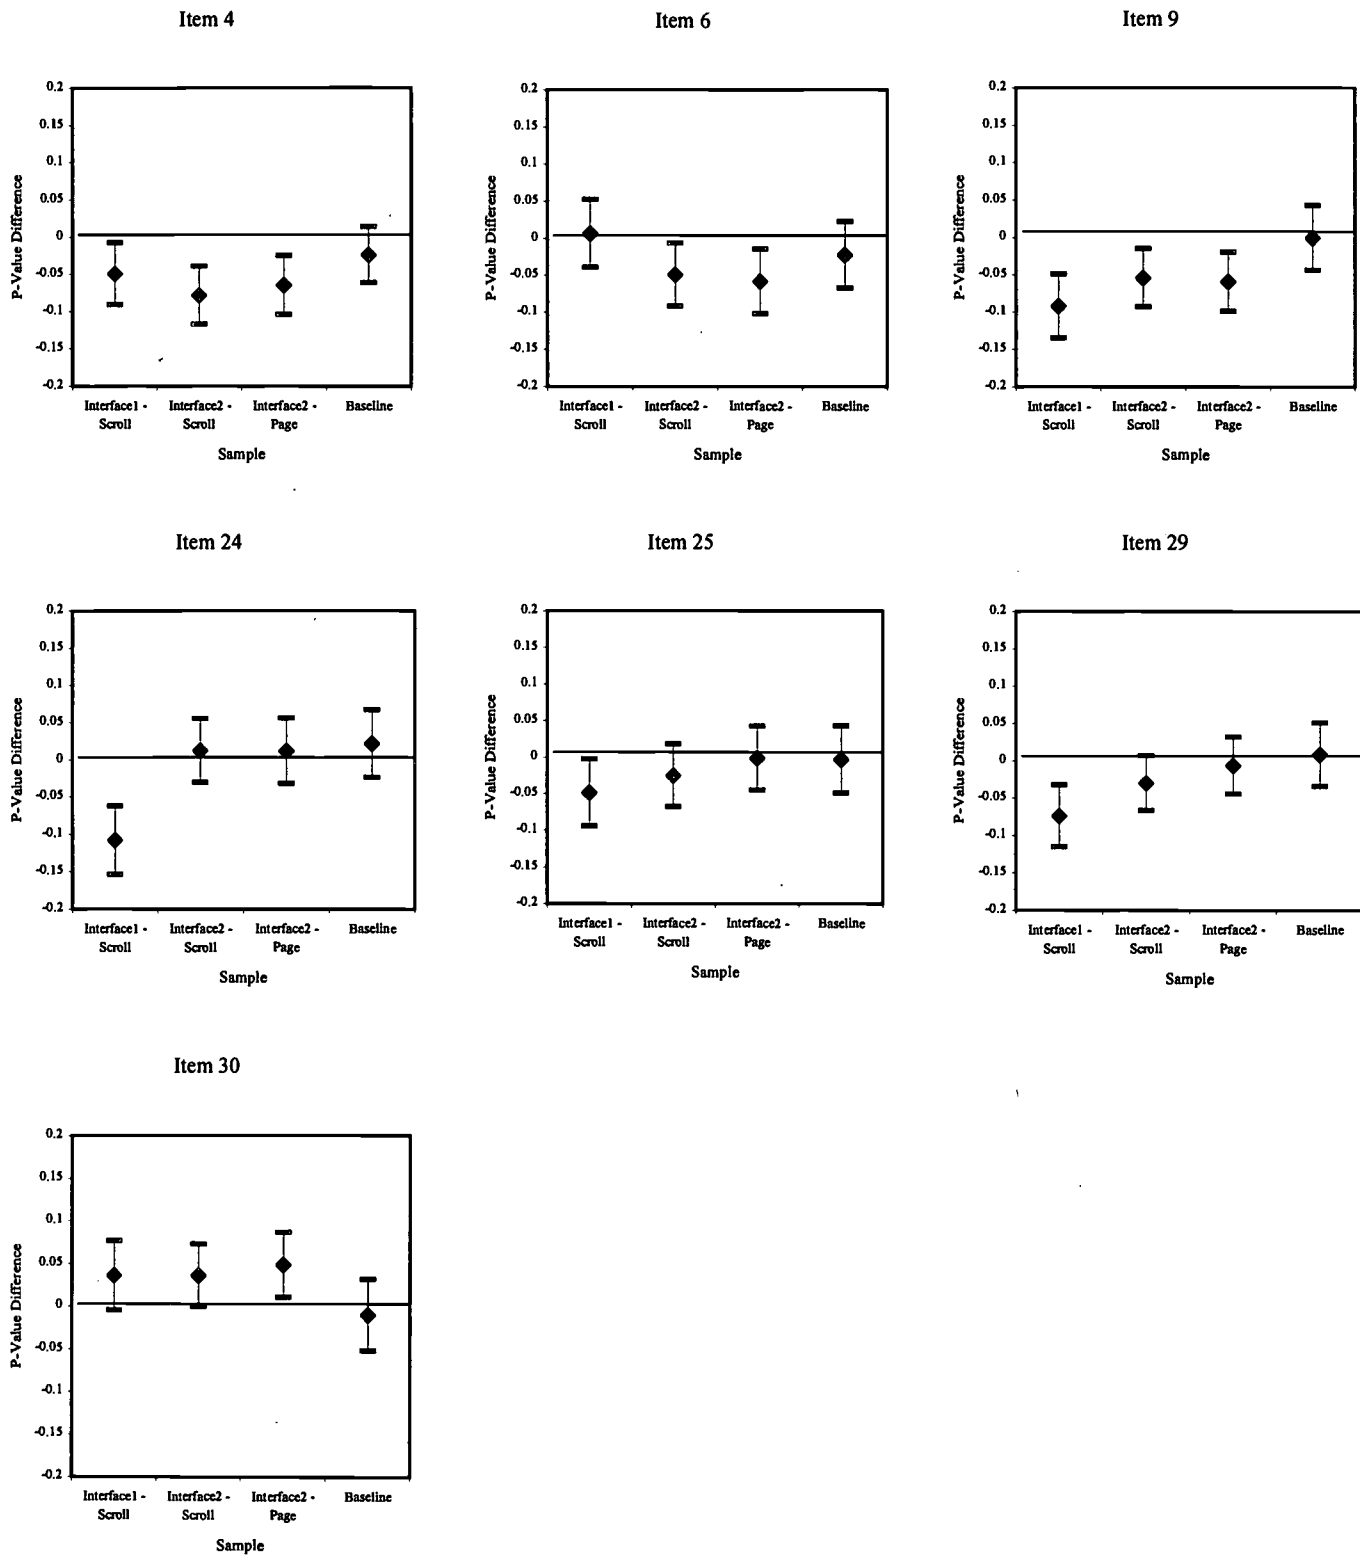 Item 4
0.2
0.15
0.1
0.05
0
-0.05
-0.1
-0.15
-0.2
P-Value Difference
Interface1 - Scroll
Interface2 - Scroll
Interface2 - Page
Baseline
Sample
Item 6
0.2
0.15
0.1
0.05
0
-0.05
-0.1
-0.15
-0.2
P-Value Difference
Interface1 - Scroll
Interface2 - Scroll
Interface2 - Page
Baseline
Sample
Item 9
0.2
0.15
0.1
0.05
0
-0.05
-0.1
-0.15
-0.2
P-Value Difference
Interface1 - Scroll
Interface2 - Scroll
Interface2 - Page
Baseline
Sample
Item 24
0.2
0.15
0.1
0.05
0
-0.05
-0.1
-0.15
-0.2
P-Value Difference
Interface1 - Scroll
Interface2 - Scroll
Interface2 - Page
Baseline
Sample
Item 25
0.2
0.15
0.1
0.05
0
-0.05
-0.1
-0.15
-0.2
P-Value Difference
Interface1 - Scroll
Interface2 - Scroll
Interface2 - Page
Baseline
Sample
Item 29
0.2
0.15
0.1
0.05
0
-0.05
-0.1
-0.15
-0.2
P-Value Difference
Interface1 - Scroll
Interface2 - Scroll
Interface2 - Page
Baseline
Sample
Item 30
0.2
0.15
0.1
0.05
0
-0.05
-0.1
-0.15
-0.2
P-Value Difference
Interface1 - Scroll
Interface2 - Scroll
Interface2 - Page
Baseline
Sample